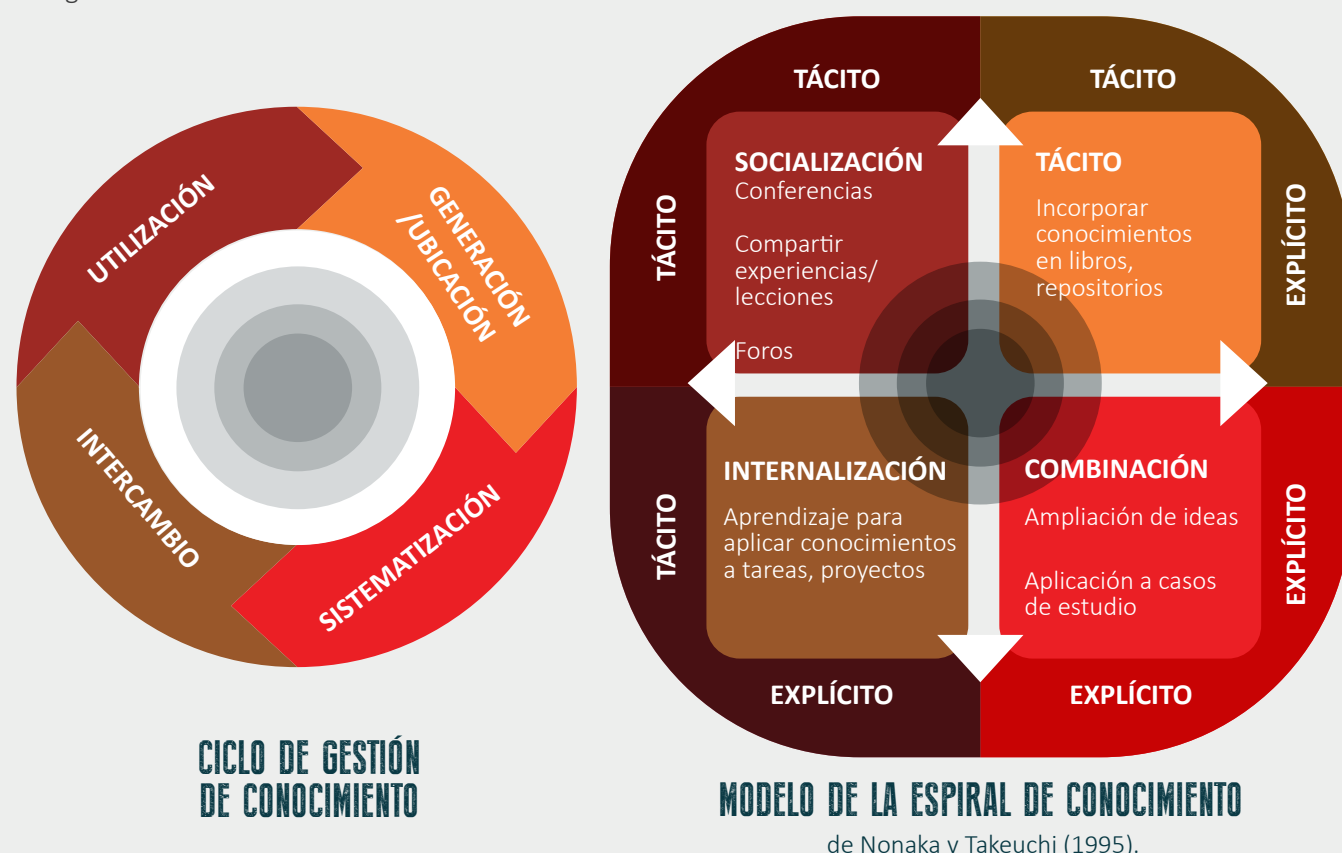 UTILIZACIÓN
GENERACIÓN
/UBICACIÓN
INTERCAMBIO
SISTEMATIZACIÓN
CICLO DE GESTIÓN
DE CONOCIMIENTO
TÁCITO
TÁCITO
TÁCITO
SOCIALIZACIÓN
Conferencias
Compartir
experiencias/
lecciones
Foros
TÁCITO
Incorporar
conocimientos
en libros,
repositorios
EXPLÍCITO
TÁCITO
INTERNALIZACIÓN
Aprendizaje para
aplicar conocimientos
a tareas, proyectos
COMBINACIÓN
Ampliación de ideas
Aplicación a casos
de estudio
EXPLÍCITO
EXPLÍCITO
EXPLÍCITO
MODELO DE LA ESPIRAL DE CONOCIMIENTO
de Nonaka y Takeuchi (1995).